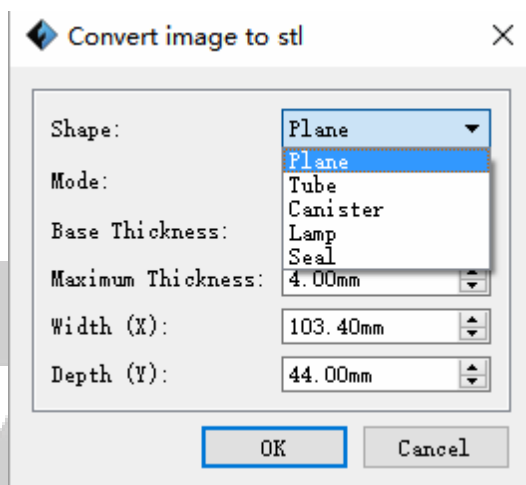 Convert image to stl
Shape: Plane
Plane
Mode: Tube
Canister
Base Thickness: Lamp
Seal
Maximum Thickness: 4.00mm
Width (X): 103.40mm
Depth (Y): 44.00mm
OK Cancel